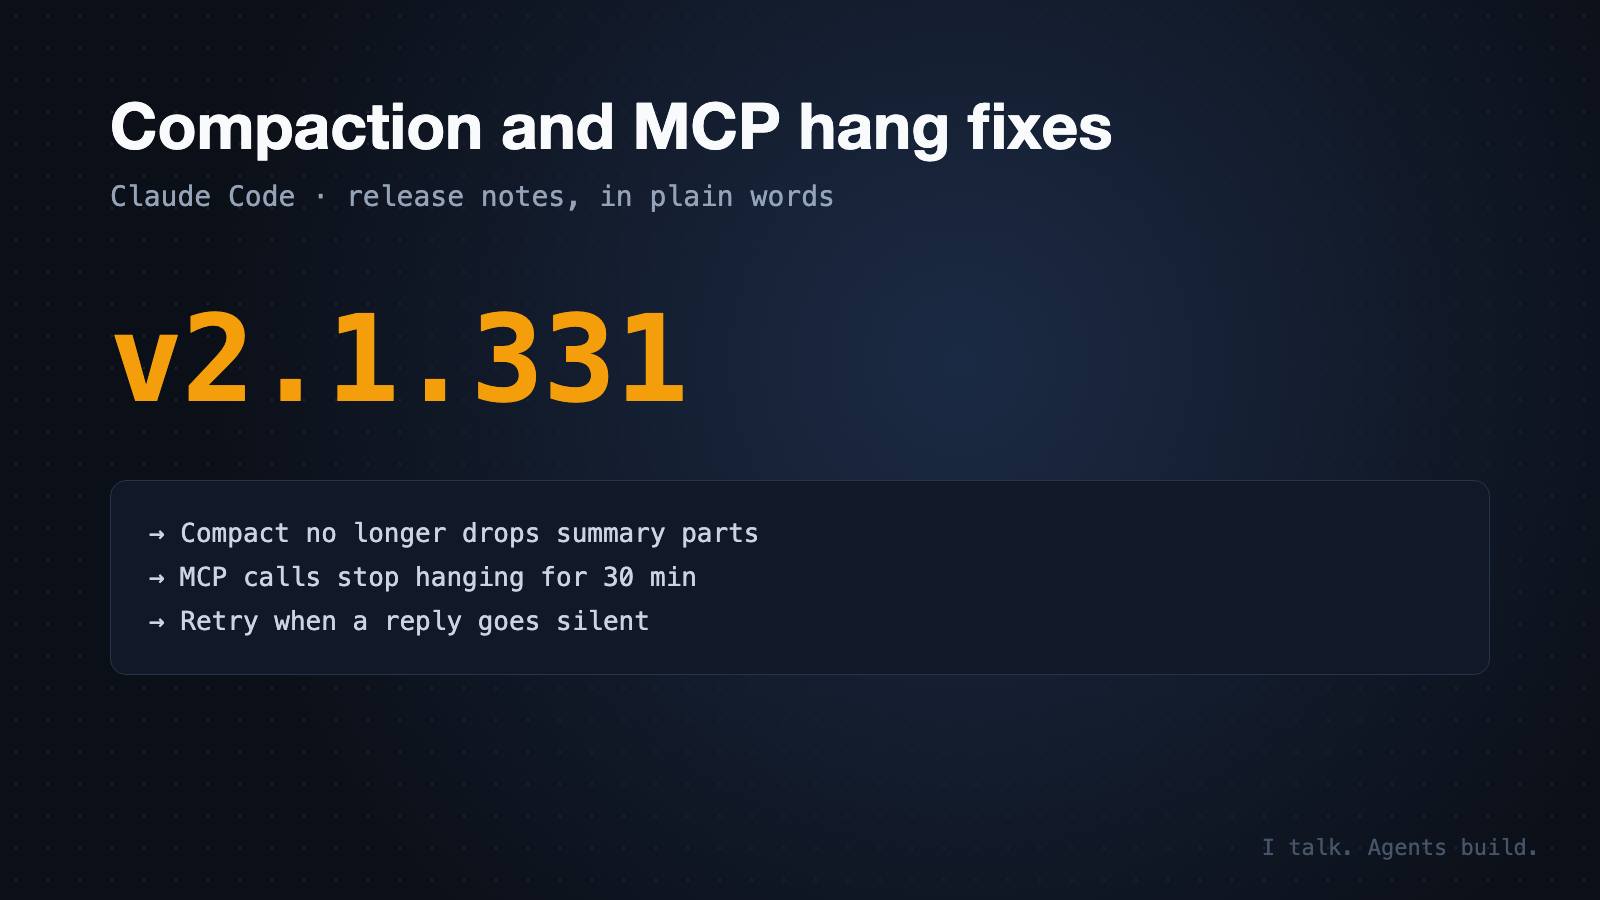 Compaction and MCP hang fixes
Claude Code · release notes, in plain words
v2.1.331
→ Compact no longer drops summary parts
→ MCP calls stop hanging for 30 min
→ Retry when a reply goes silent
I talk. Agents build.